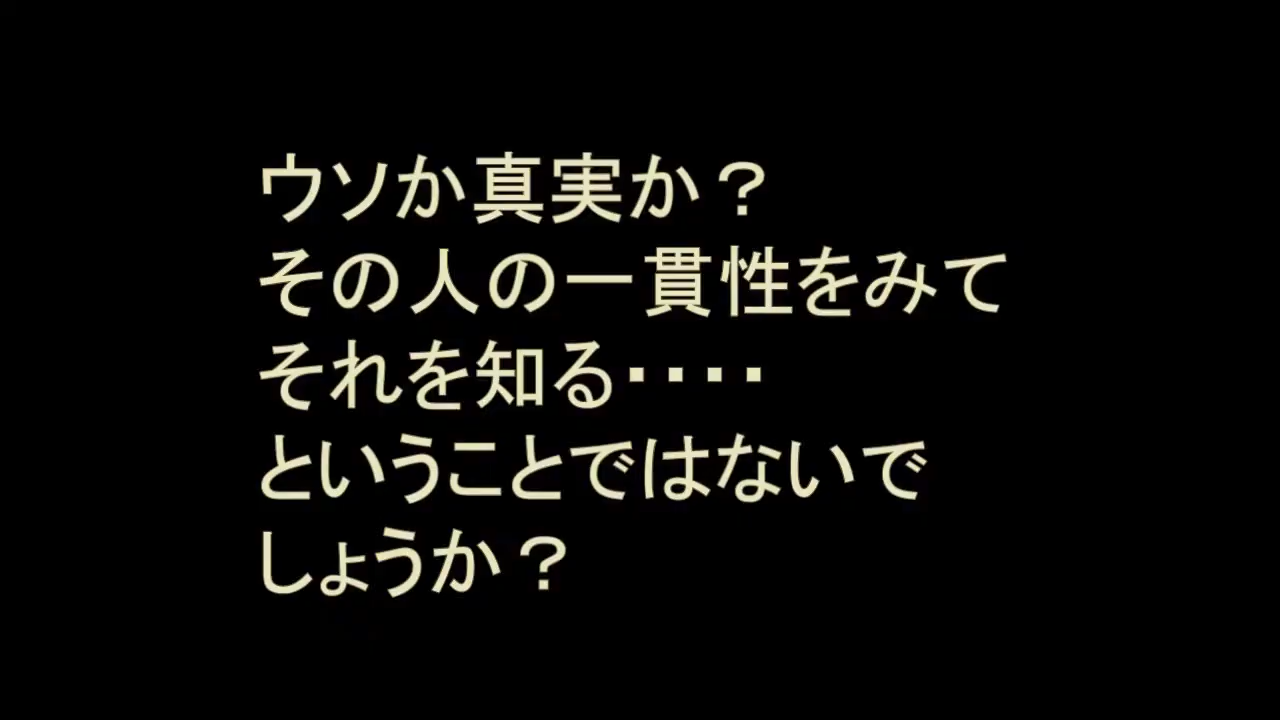 ウソか真実か？
その人の一貫性をみて
それを知る････
ということではないで
しょうか？